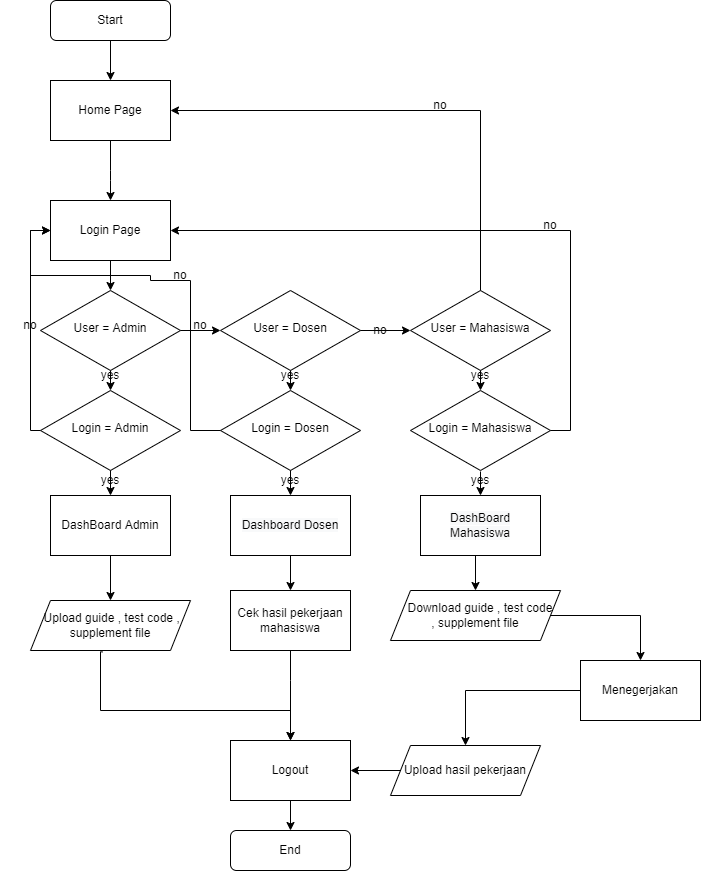 Start
Home Page
no
Login Page
no
no
User = Admin
no
User = Dosen
no
User = Mahasiswa
no
yes
yes
yes
Login = Admin
Login = Dosen
Login = Mahasiswa
yes
yes
yes
DashBoard Admin
Dashboard Dosen
DashBoard
Mahasiswa
Upload guide , test code ,
supplement file
Cek hasil pekerjaan
mahasiswa
Download guide , test code
, supplement file
Menegerjakan
Logout
Upload hasil pekerjaan
End